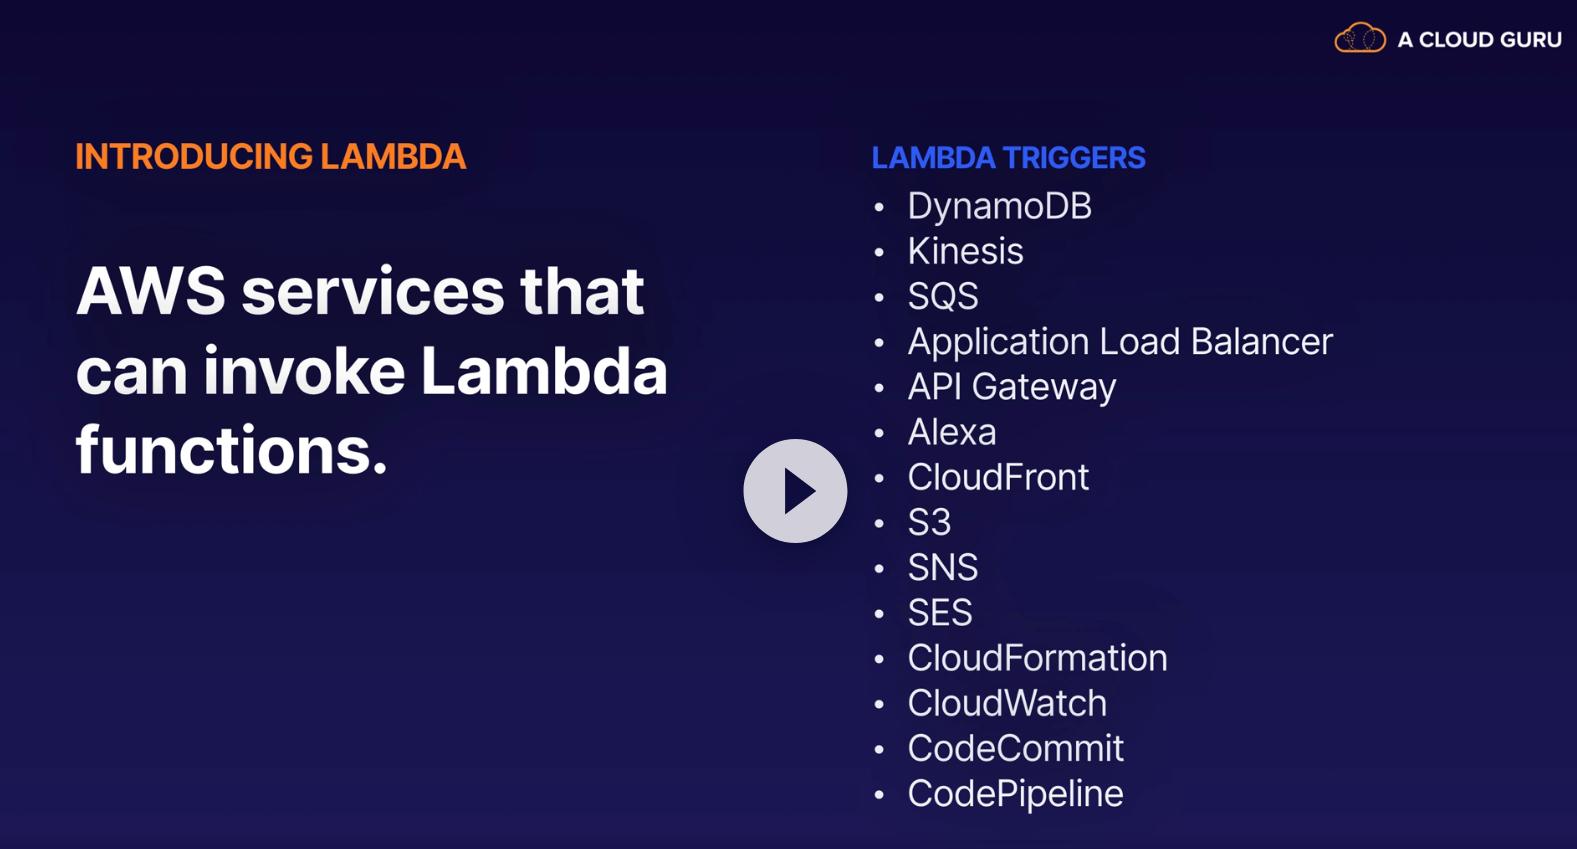 A CLOUD GURU
INTRODUCING LAMBDA
AWS services that
can invoke Lambda
functions.
LAMBDA TRIGGERS
• DynamoDB
• Kinesis
• SQS
• Application Load Balancer
• API Gateway
• Alexa
• CloudFront
• S3
• SNS
• SES
• CloudFormation
• CloudWatch
• CodeCommit
• CodePipeline